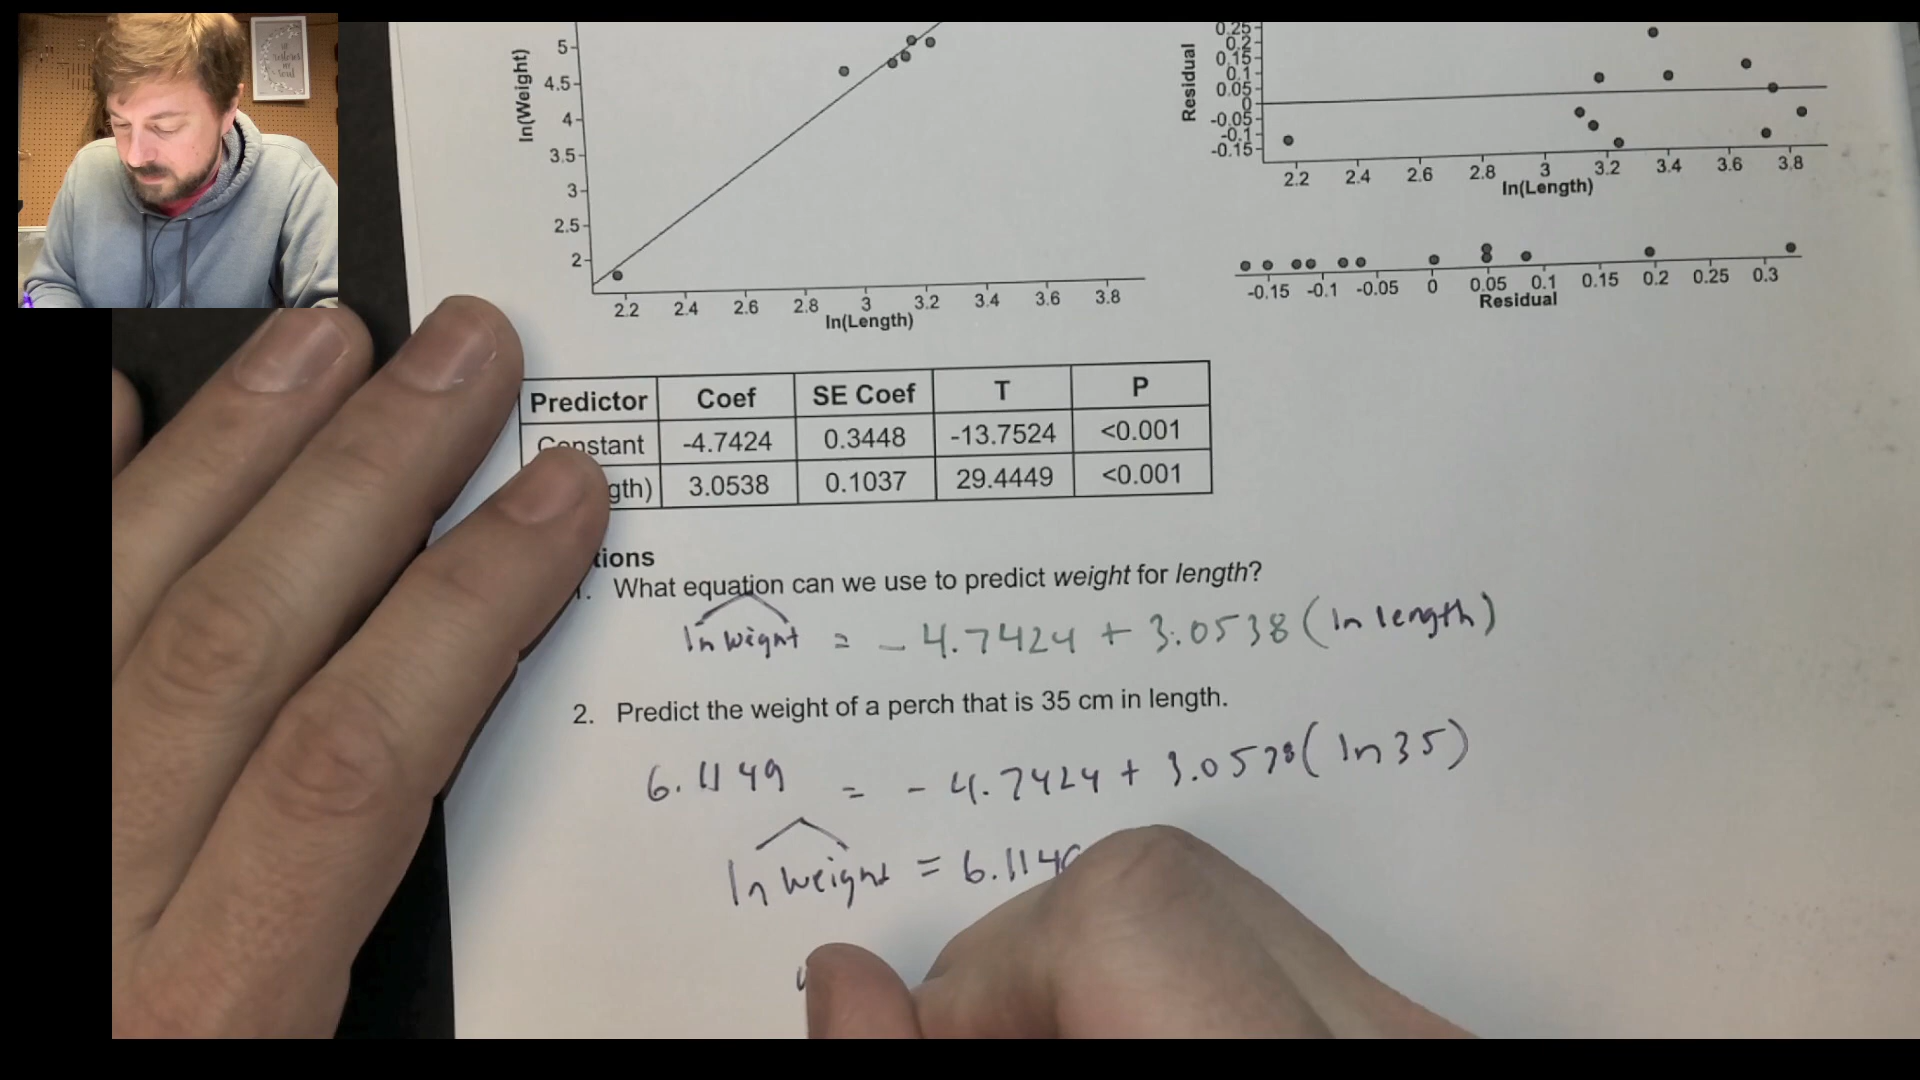 ln(Weight)
5
4.5
4
3.5
3
2.5
2
2.2 2.4 2.6 2.8 3 3.2 3.4 3.6 3.8
ln(Length)
Residual
0.25
0.2
0.15
0.1
0.05
0
-0.05
-0.1
-0.15
2.2 2.4 2.6 2.8 3 3.2 3.4 3.6 3.8
ln(Length)
-0.15 -0.1 -0.05 0 0.05 0.1 0.15 0.2 0.25 0.3
Residual
Predictor Coef SE Coef T P
Constant -4.7424 0.3448 -13.7524 <0.001
gth) 3.0538 0.1037 29.4449 <0.001
tions
1. What equation can we use to predict weight for length?
ln weight = - 4.7424 + 3.0538 (ln length)
2. Predict the weight of a perch that is 35 cm in length.
6.1149 = - 4.7424 + 3.0538 (ln 35)
ln weight = 6.114